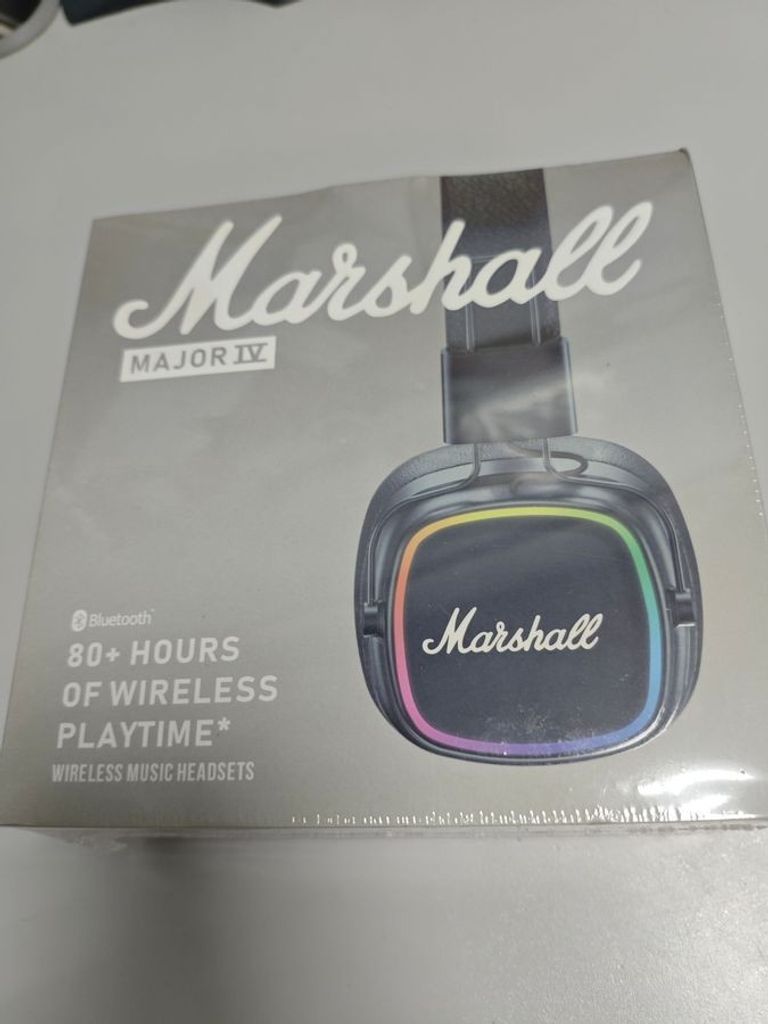 Marshall
MAJOR IV
Bluetooth
80+ HOURS
OF WIRELESS
PLAYTIME*
WIRELESS MUSIC HEADSETS
Marshall